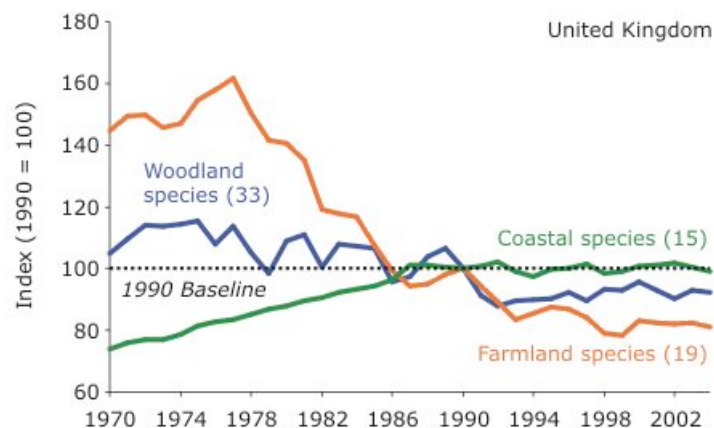 180
160
140
120
100
80
60
Index (1990 = 100)
United Kingdom
Woodland
species (33)
Coastal species (15)
1990 Baseline
Farmland species (19)
1970 1974 1978 1982 1986 1990 1994 1998 2002